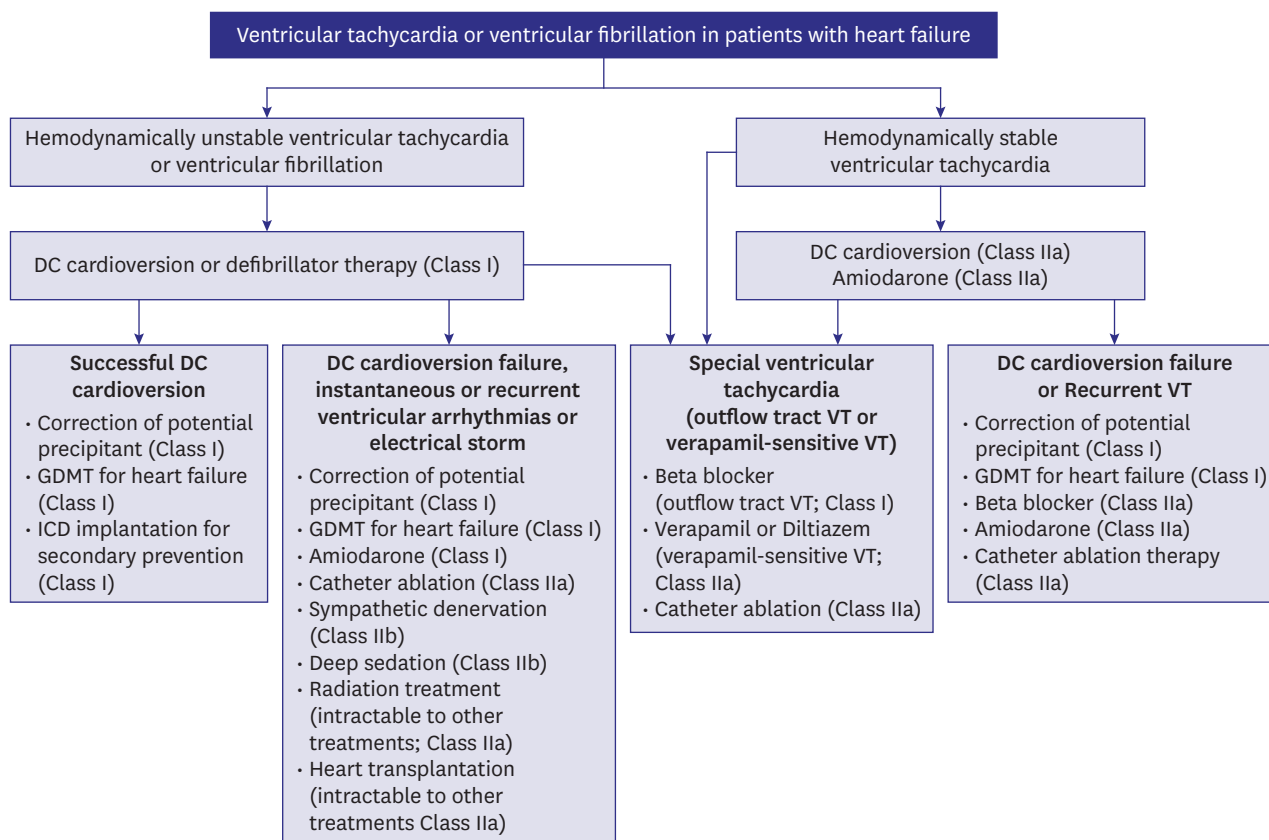 Ventricular tachycardia or ventricular fibrillation in patients with heart failure
Hemodynamically unstable ventricular tachycardia
or ventricular fibrillation
Hemodynamically stable
ventricular tachycardia
DC cardioversion or defibrillator therapy (Class I)
DC cardioversion (Class IIa)
Amiodarone (Class IIa)
Successful DC
cardioversion
· Correction of potential
precipitant (Class I)
· GDMT for heart failure
(Class I)
· ICD implantation for
secondary prevention
(Class I)
DC cardioversion failure,
instantaneous or recurrent
ventricular arrhythmias or
electrical storm
· Correction of potential
precipitant (Class I)
· GDMT for heart failure (Class I)
· Amiodarone (Class I)
· Catheter ablation (Class IIa)
· Sympathetic denervation
(Class IIb)
· Deep sedation (Class IIb)
· Radiation treatment
(intractable to other
treatments; Class IIa)
· Heart transplantation
(intractable to other
treatments Class IIa)
Special ventricular
tachycardia
(outflow tract VT or
verapamil-sensitive VT)
· Beta blocker
(outflow tract VT; Class I)
· Verapamil or Diltiazem
(verapamil-sensitive VT;
Class IIa)
· Catheter ablation (Class IIa)
DC cardioversion failure
or Recurrent VT
· Correction of potential
precipitant (Class I)
· GDMT for heart failure (Class I)
· Beta blocker (Class IIa)
· Amiodarone (Class IIa)
· Catheter ablation therapy
(Class IIa)